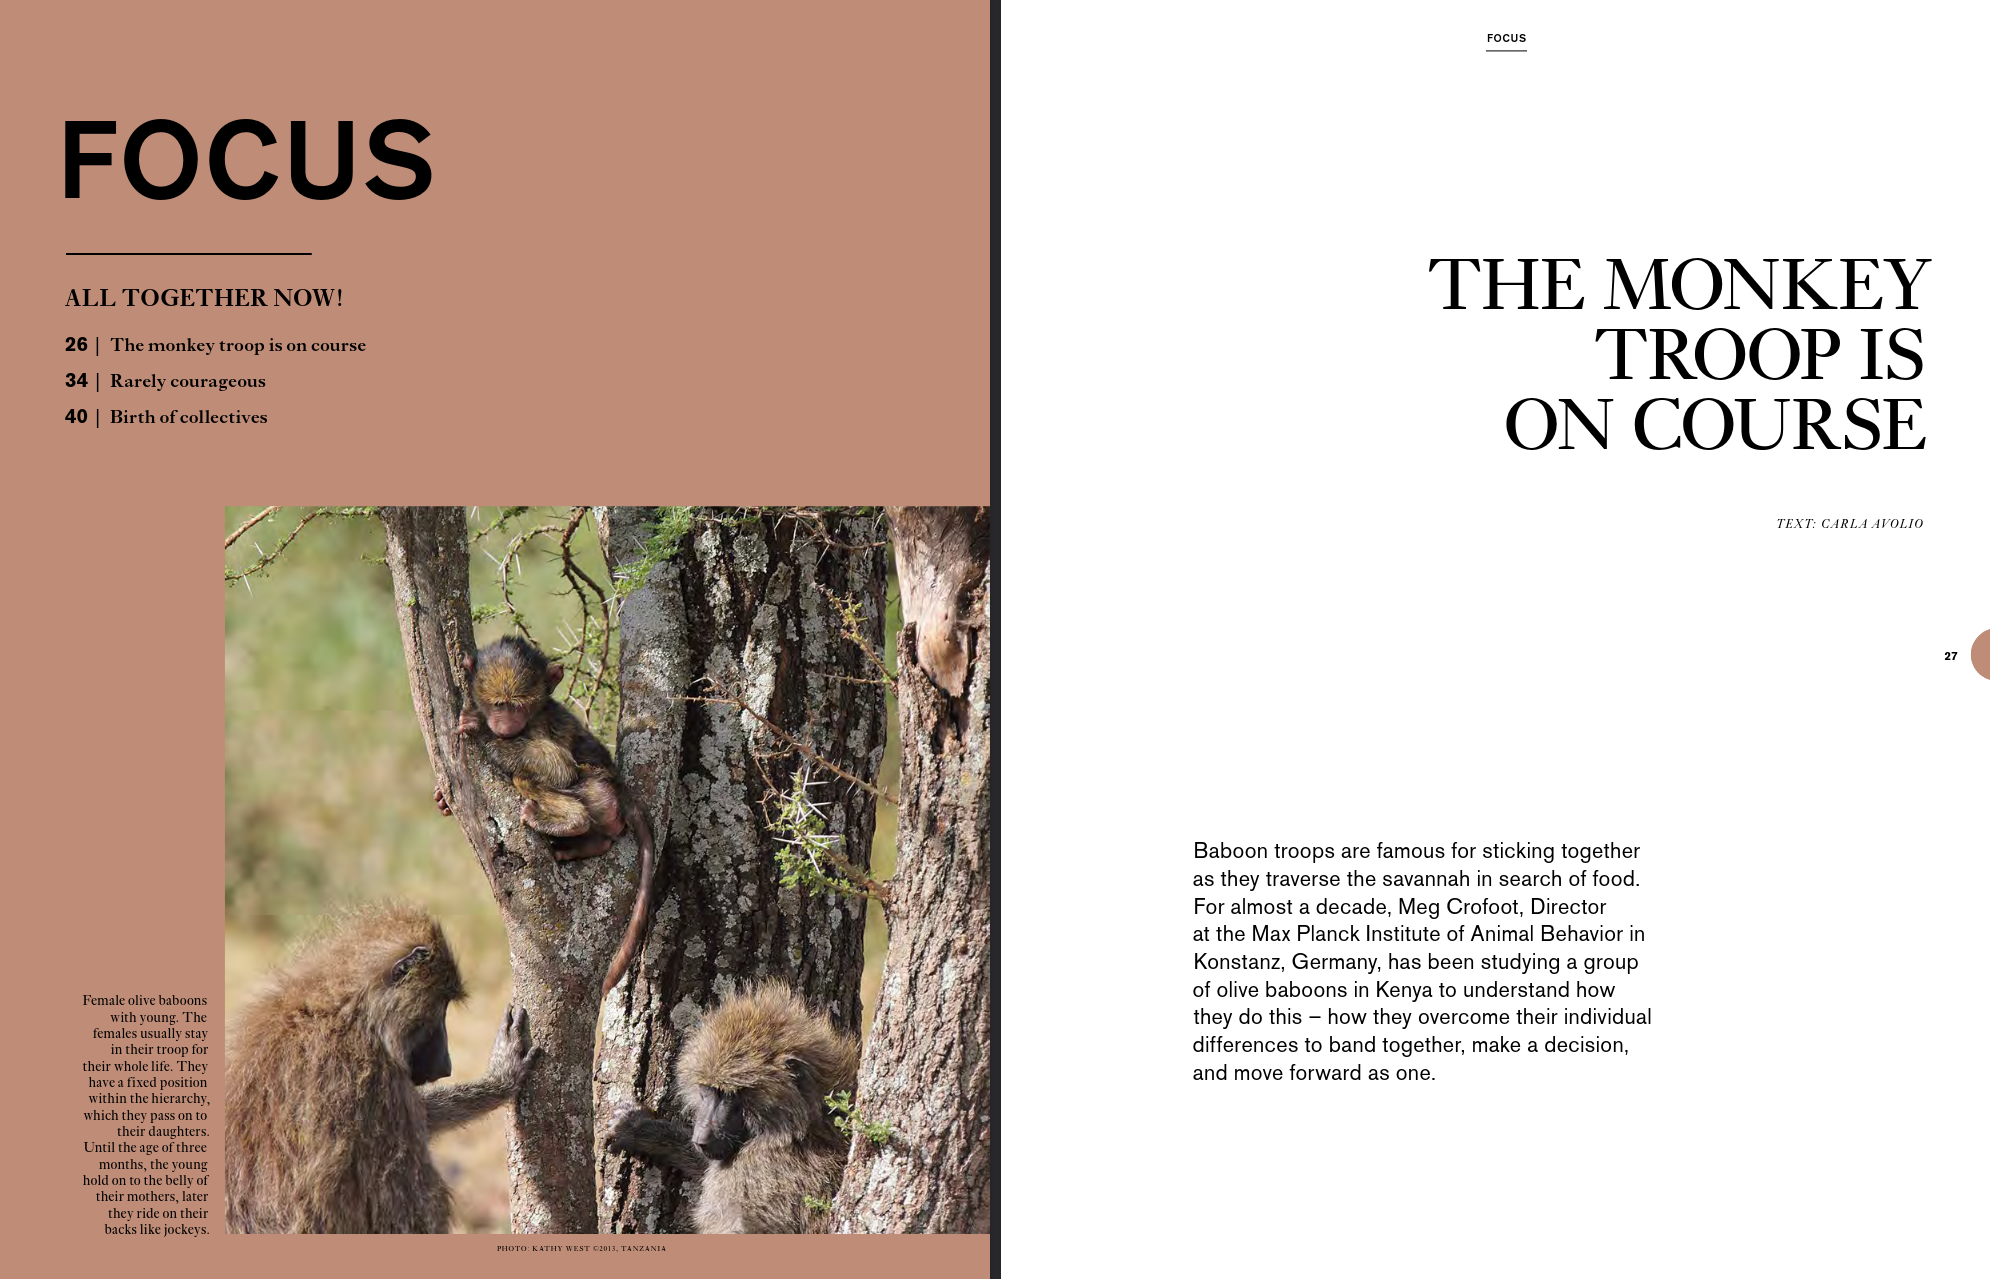 FOCUS
ALL TOGETHER NOW!
26 | The monkey troop is on course
34 | Rarely courageous
40 | Birth of collectives
Female olive baboons
with young. The
females usually stay
in their troop for
their whole life. They
have a fixed position
within the hierarchy,
which they pass on to
their daughters.
Until the age of three
months, the young
hold on to the belly of
their mothers, later
they ride on their
backs like jockeys.
PHOTO: KATHY WEST ©2013, TANZANIA
FOCUS
THE MONKEY
TROOP IS
ON COURSE
TEXT: CARLA AVOLIO
27
Baboon troops are famous for sticking together
as they traverse the savannah in search of food.
For almost a decade, Meg Crofoot, Director
at the Max Planck Institute of Animal Behavior in
Konstanz, Germany, has been studying a group
of olive baboons in Kenya to understand how
they do this – how they overcome their individual
differences to band together, make a decision,
and move forward as one.